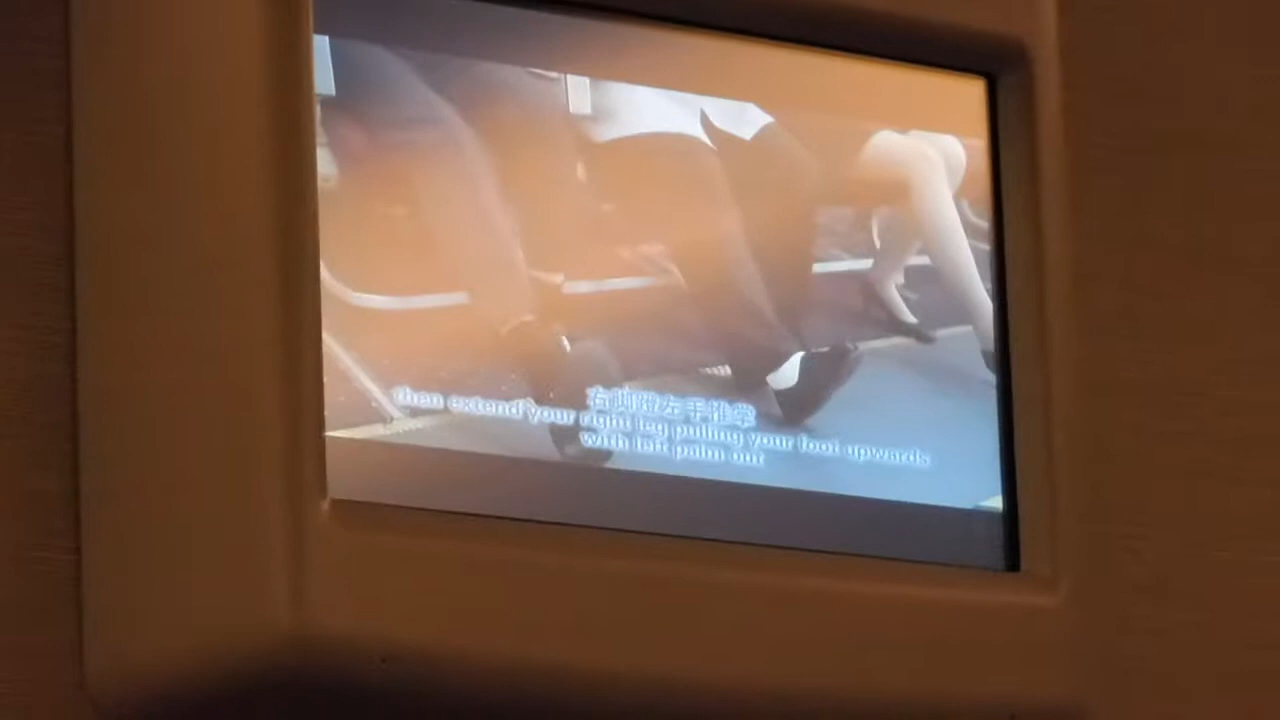 右脚蹬左手推掌
then extend your right leg pulling your foot upwards
with left palm out